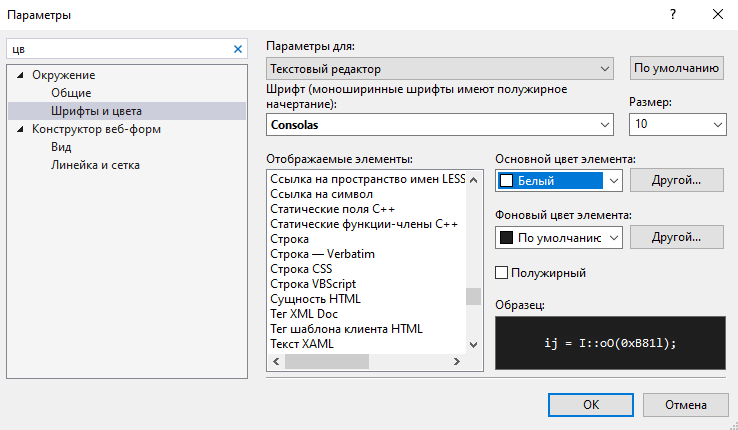 Параметры
?
цв
Окружение
Общие
Шрифты и цвета
Конструктор веб-форм
Вид
Линейка и сетка
Параметры для:
Текстовый редактор
По умолчанию
Шрифт (моноширинные шрифты имеют полужирное
начертание):
Размер:
Consolas
10
Отображаемые элементы:
Ссылка на пространство имен LESS
Ссылка на символ
Статические поля C++
Статические функции-члены C++
Строка
Строка — Verbatim
Строка CSS
Строка VBScript
Сущность HTML
Тег XML Doc
Тег шаблона клиента HTML
Текст XAML
Основной цвет элемента:
Белый
Другой...
Фоновый цвет элемента:
По умолчанию
Другой...
Полужирный
Образец:
ij = I::oO(0xB81l);
ОК
Отмена